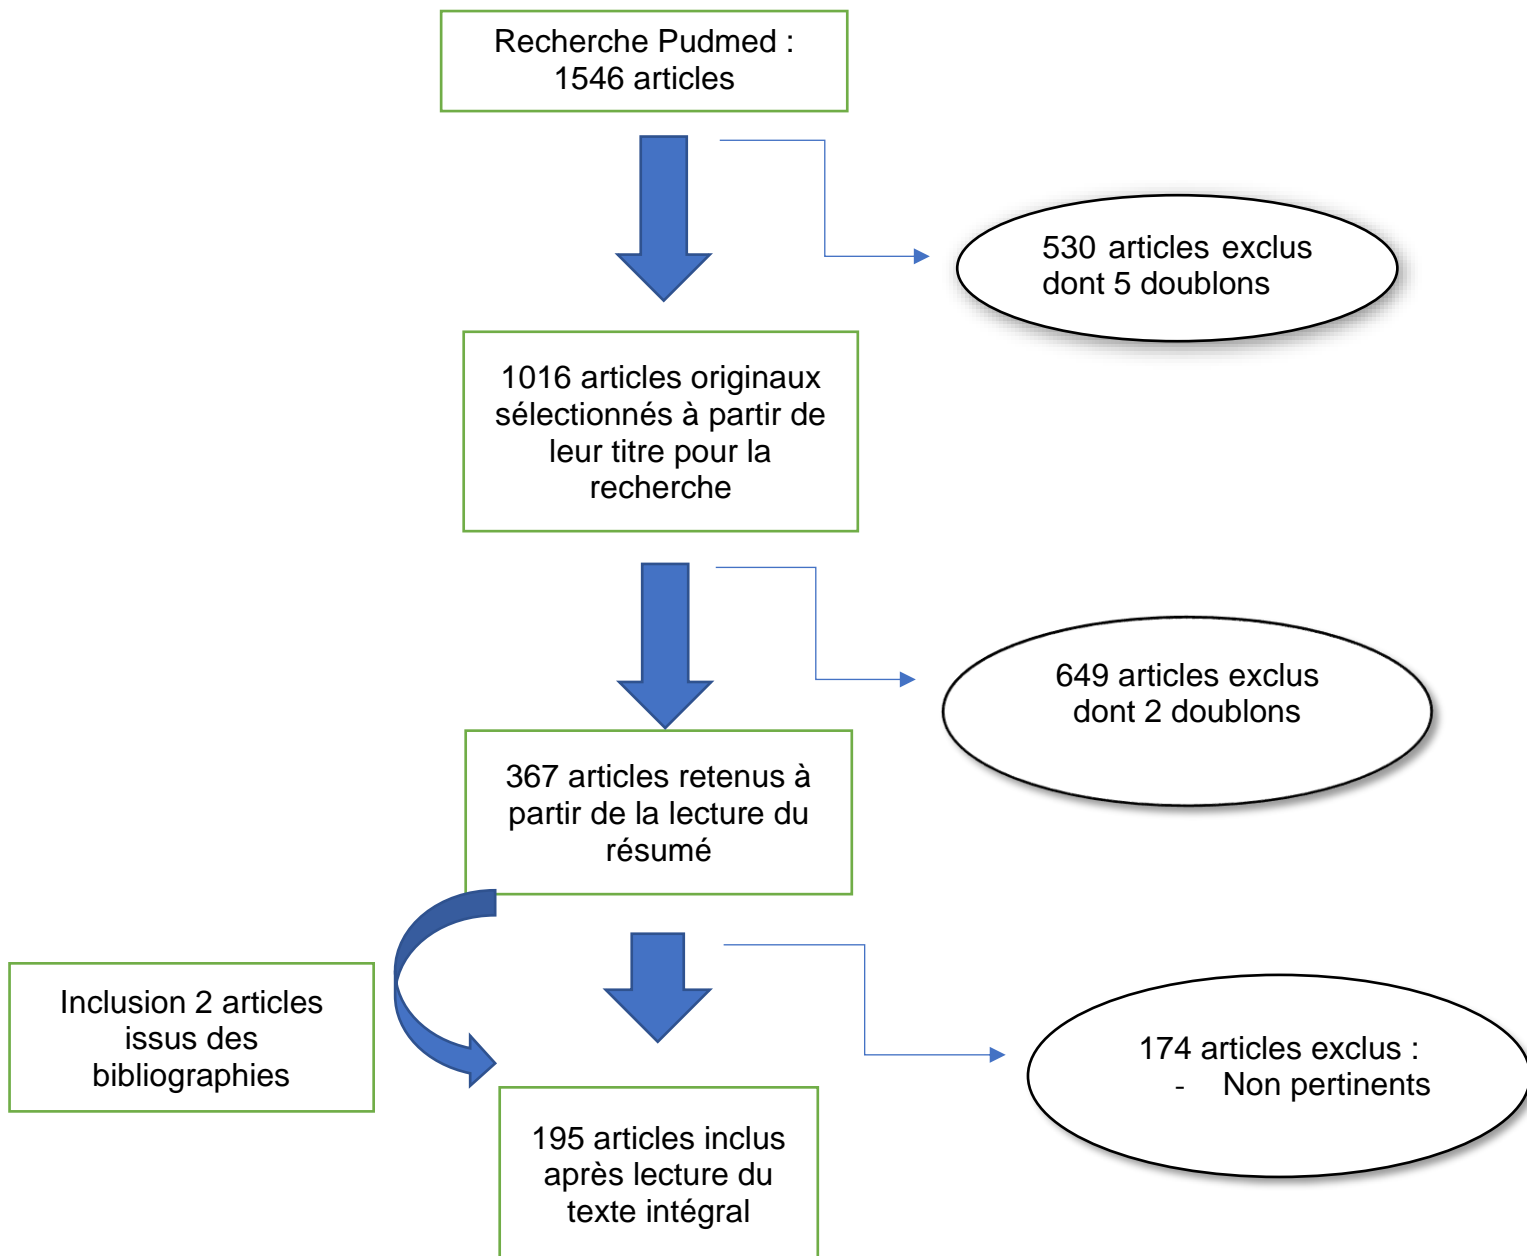 Recherche Pudmed :
1546 articles
530 articles exclus
dont 5 doublons
1016 articles originaux
sélectionnés à partir de
leur titre pour la
recherche
649 articles exclus
dont 2 doublons
367 articles retenus à
partir de la lecture du
résumé
Inclusion 2 articles
issus des
bibliographies
174 articles exclus :
- Non pertinents
195 articles inclus
après lecture du
texte intégral